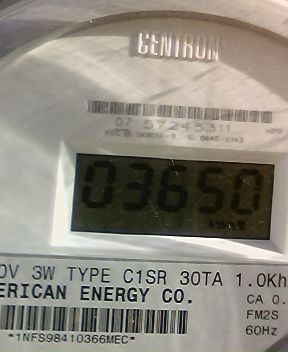 CENTRON®
07 57245311
03650
kWh
0V 3W TYPE C1SR 30TA 1.0Kh
ERICAN ENERGY CO.
CA 0.
FM2S
60Hz
*1NFS98410366MEC*